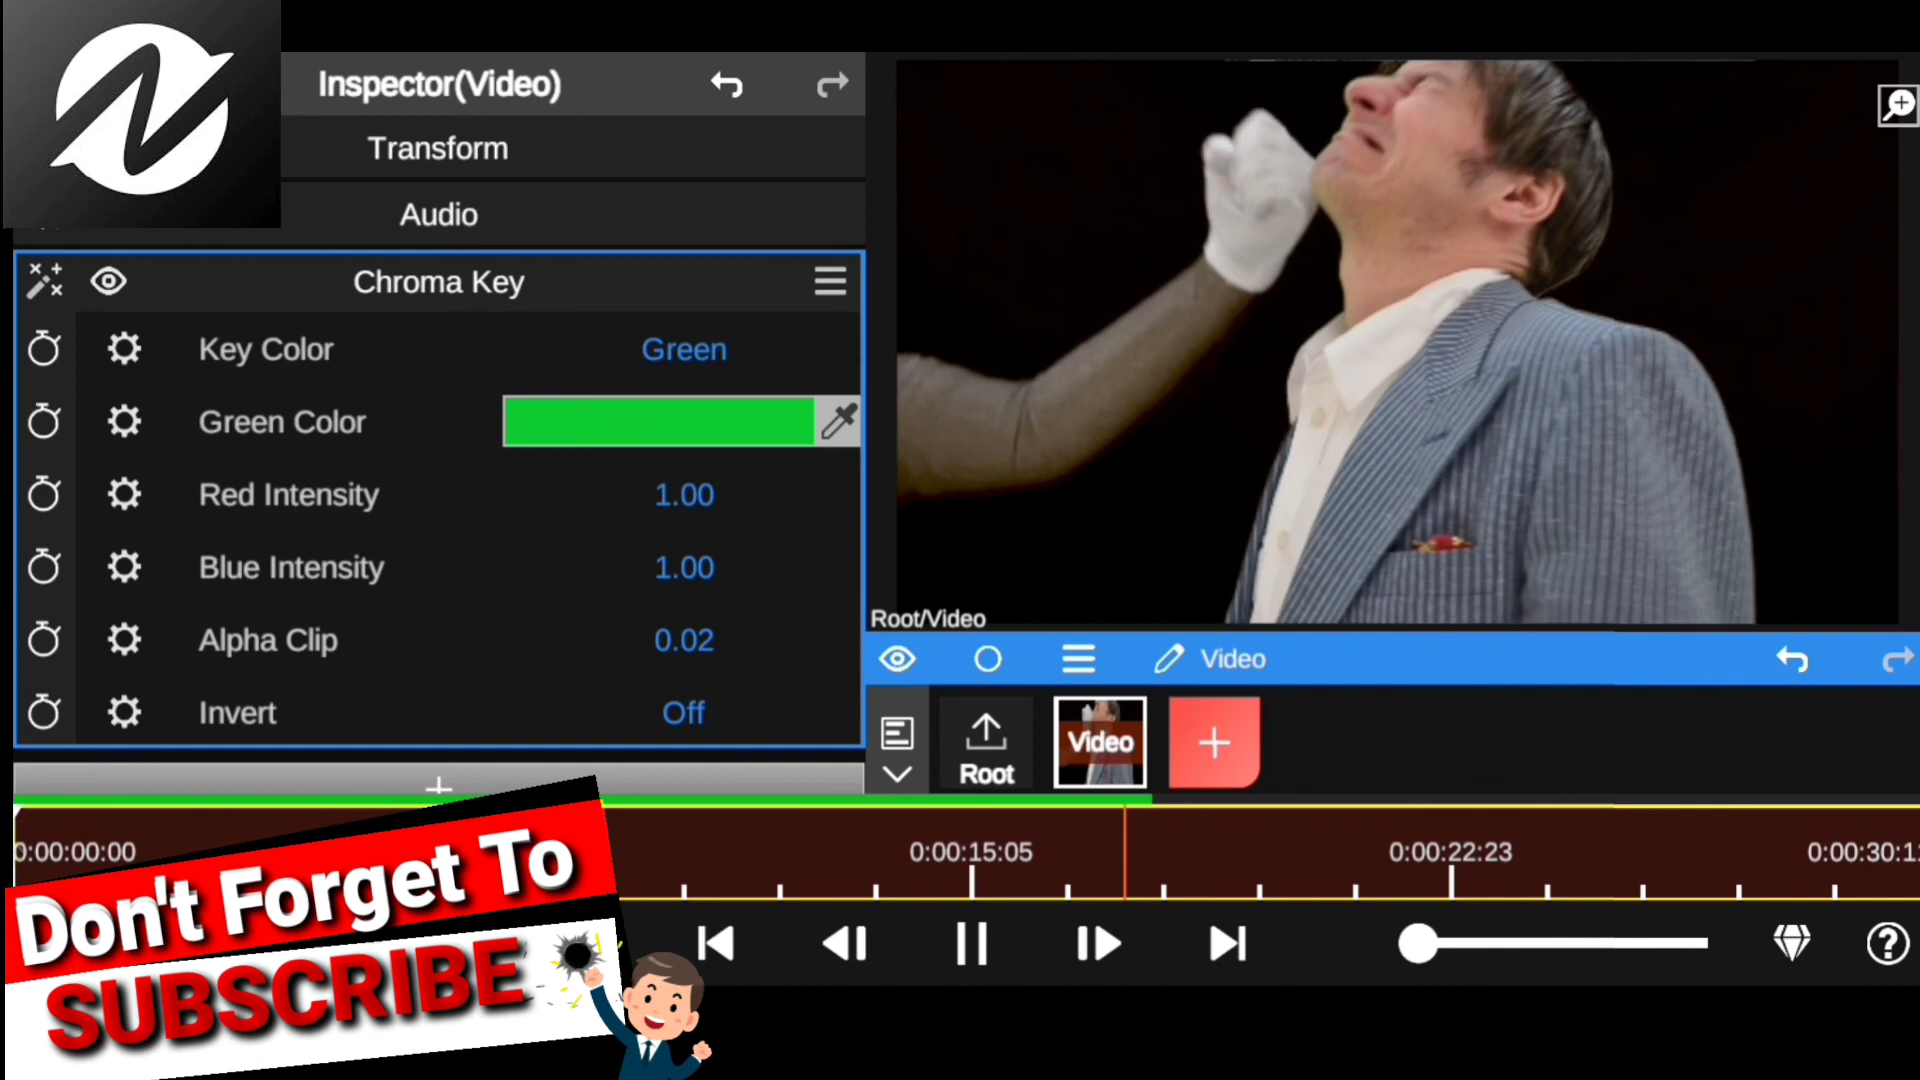 Inspector(Video)
Transform
Audio
Chroma Key
Key Color Green
Green Color
Red Intensity 1.00
Blue Intensity 1.00
Alpha Clip 0.02
Invert Off
Root/Video
Video
Root
Video
0:00:00:00
0:00:15:05
0:00:22:23
Don't Forget To
SUBSCRIBE